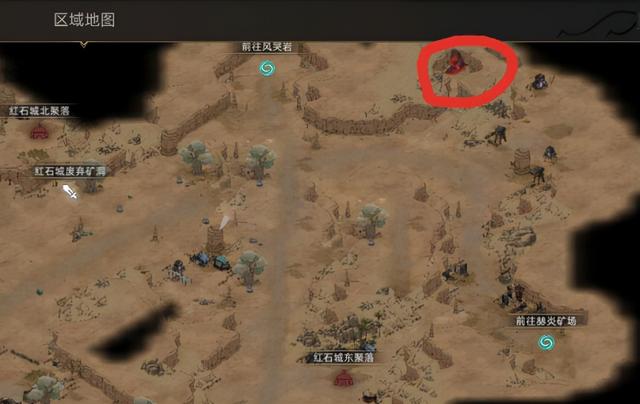 区域地图
前往风哭岩
红石城北聚落
红石城废弃矿洞
前往赫炎矿场
红石城东聚落